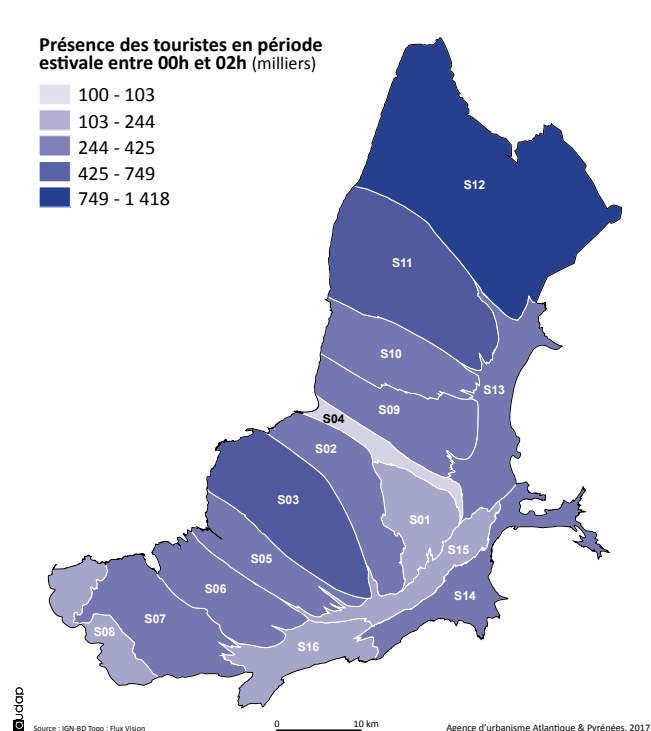 Présence des touristes en période
estivale entre 00h et 02h (milliers)
100 - 103
103 - 244
244 - 425
425 - 749
749 - 1 418
S12
S11
S10
S13
S09
S04
S02
S03
S01
S15
S05
S06
S14
S07
S08
S16
audap
Source : IGN-BD Topo : Flux Vision
0
10 km
Agence d'urbanisme Atlantique & Pyrénées, 2017